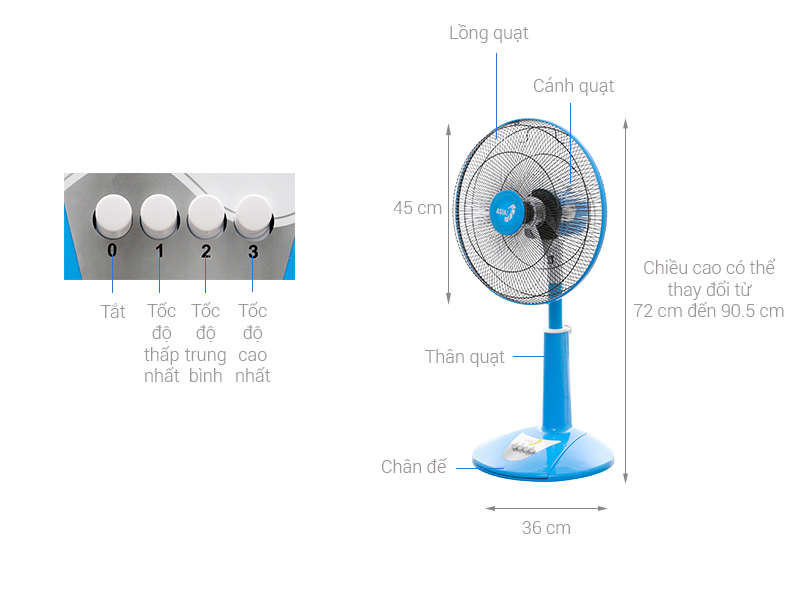 Lồng quạt
Cánh quạt
45 cm
Chiều cao có thể
thay đổi từ
72 cm đến 90.5 cm
Thân quạt
Chân đế
36 cm
0 1 2 3
Tắt
Tốc
độ
thấp
nhất
Tốc
độ
trung
bình
Tốc
độ
cao
nhất